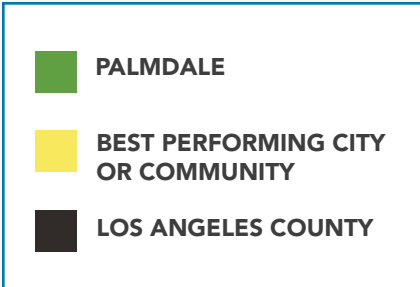 PALMDALE
BEST PERFORMING CITY
OR COMMUNITY
LOS ANGELES COUNTY